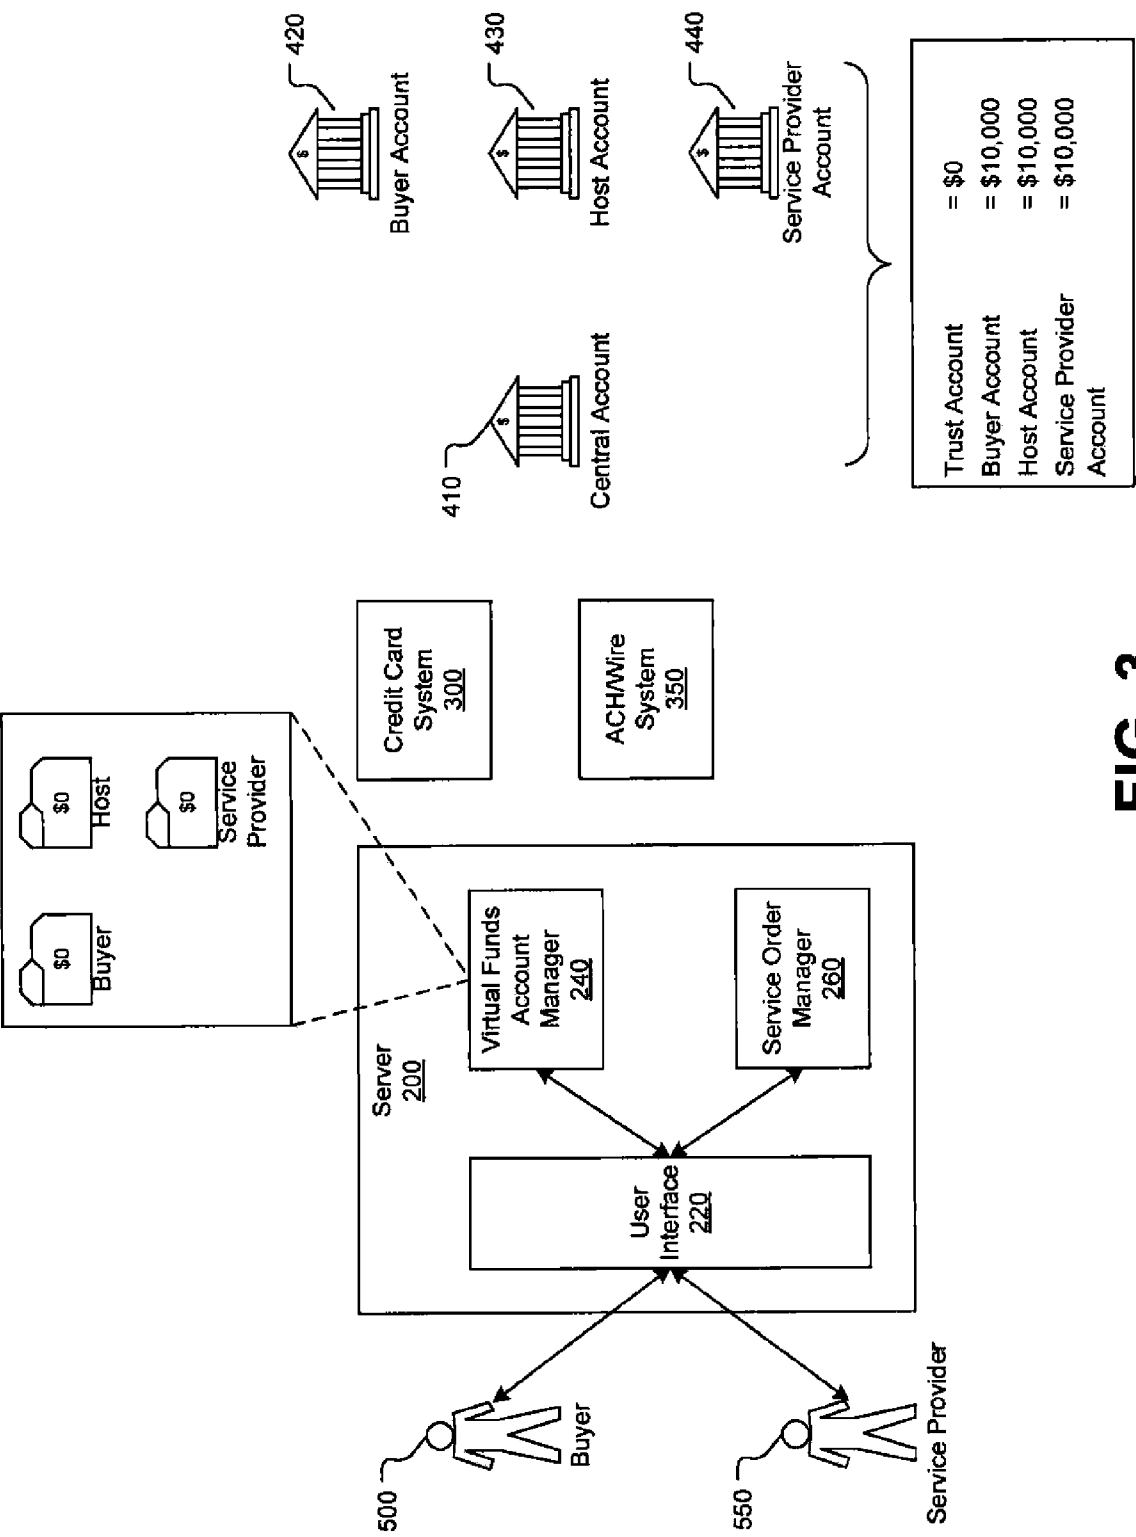 $0
Buyer
$0
Host
$0
Service
Provider
500
Buyer
550
Service Provider
Server
200
User
Interface
220
Virtual Funds
Account
Manager
240
Service Order
Manager
260
Credit Card
System
300
ACH/Wire
System
350
410
$
Central Account
420
$
Buyer Account
430
$
Host Account
440
$
Service Provider
Account
Trust Account = $0
Buyer Account = $10,000
Host Account = $10,000
Service Provider = $10,000
Account
FIG.